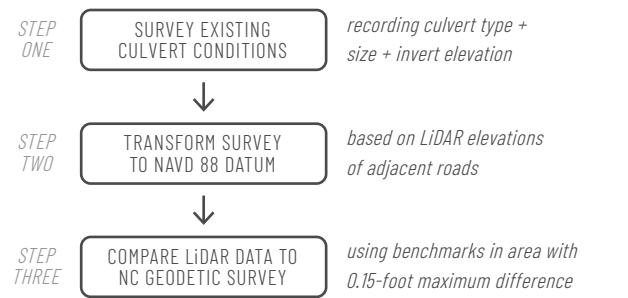 STEP
ONE
SURVEY EXISTING
CULVERT CONDITIONS
recording culvert type +
size + invert elevation
STEP
TWO
TRANSFORM SURVEY
TO NAVD 88 DATUM
based on LiDAR elevations
of adjacent roads
STEP
THREE
COMPARE LiDAR DATA TO
NC GEODETIC SURVEY
using benchmarks in area with
0.15-foot maximum difference